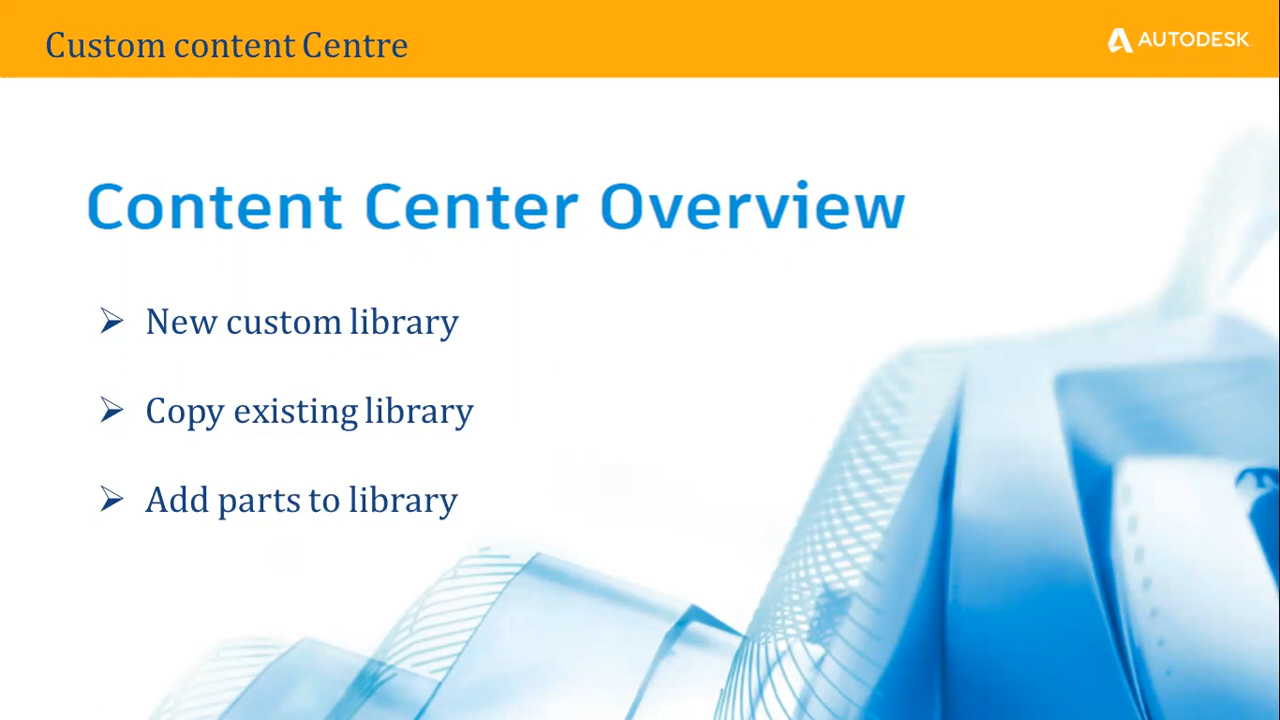 Custom content Centre
AUTODESK
Content Center Overview
New custom library
Copy existing library
Add parts to library